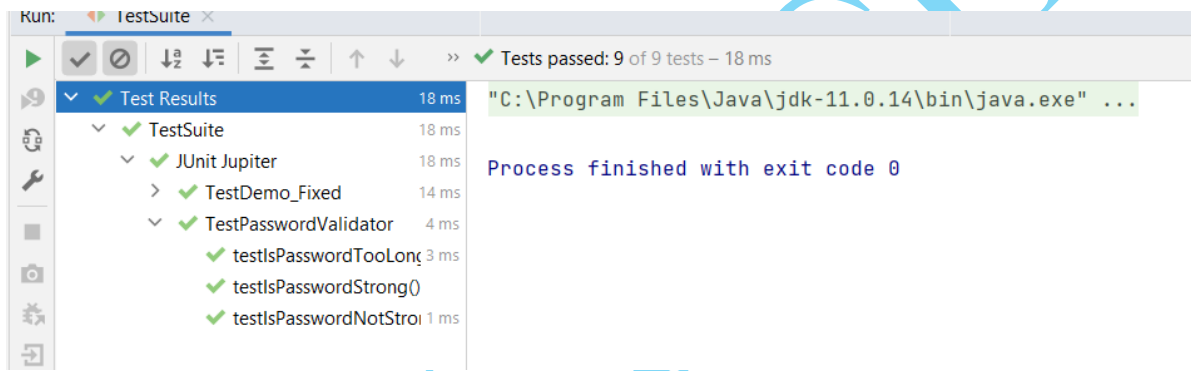 Run: TestSuite
Tests passed: 9 of 9 tests – 18 ms
Test Results 18 ms
TestSuite 18 ms
JUnit Jupiter 18 ms
TestDemo_Fixed 14 ms
TestPasswordValidator 4 ms
testIsPasswordTooLong 3 ms
testIsPasswordStrong()
testIsPasswordNotStro 1 ms
"C:\Program Files\Java\jdk-11.0.14\bin\java.exe" ...
Process finished with exit code 0